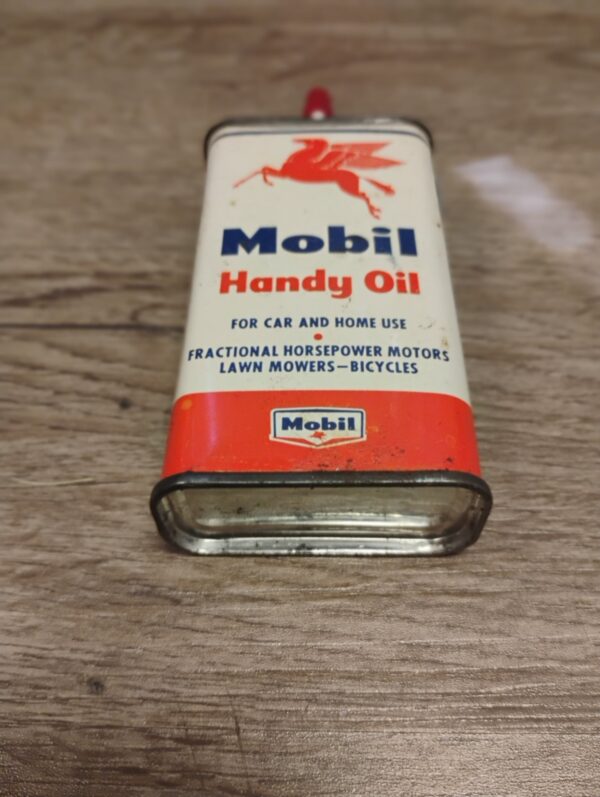 Mobil
Handy Oil
FOR CAR AND HOME USE
FRACTIONAL HORSEPOWER MOTORS
LAWN MOWERS—BICYCLES
Mobil